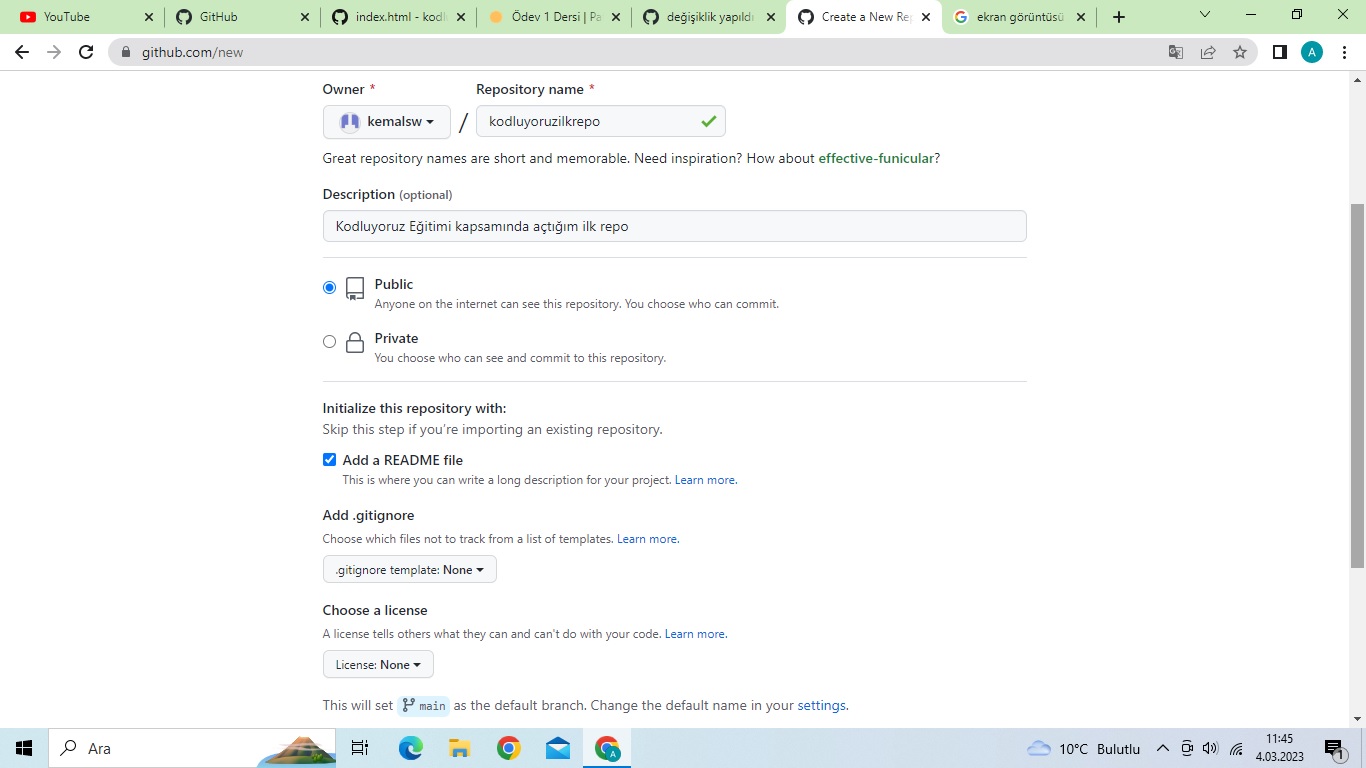 YouTube
GitHub
index.html - kodl
Ödev 1 Dersi | Pa
değişiklik yapıldı
Create a New Rep
ekran görüntüsü
github.com/new
A
Owner *
Repository name *
kemalsw
/
kodluyoruzilkrepo
Great repository names are short and memorable. Need inspiration? How about effective-funicular?
Description (optional)
Kodluyoruz Eğitimi kapsamında açtığım ilk repo
Public
Anyone on the internet can see this repository. You choose who can commit.
Private
You choose who can see and commit to this repository.
Initialize this repository with:
Skip this step if you're importing an existing repository.
Add a README file
This is where you can write a long description for your project. Learn more.
Add .gitignore
Choose which files not to track from a list of templates. Learn more.
.gitignore template: None
Choose a license
A license tells others what they can and can't do with your code. Learn more.
License: None
This will set main as the default branch. Change the default name in your settings.
Ara
A
10°C Bulutlu
11:45
4.03.2023
1